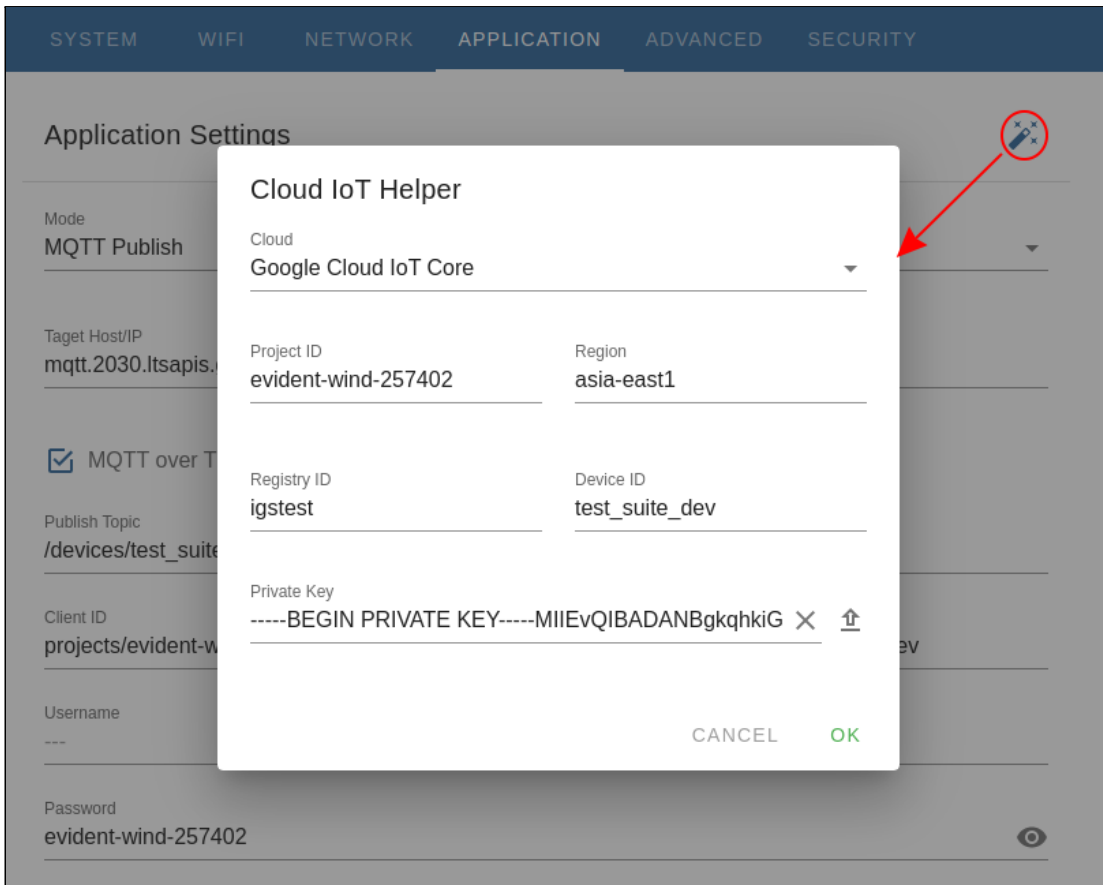 SYSTEM WIFI NETWORK APPLICATION ADVANCED SECURITY
Application Settings
Cloud IoT Helper
Mode
MQTT Publish
Cloud
Google Cloud IoT Core
Taget Host/IP
mqtt.2030.ltsapis.
Project ID
evident-wind-257402
Region
asia-east1
MQTT over T
Registry ID
igstest
Device ID
test_suite_dev
Publish Topic
/devices/test_suite
Private Key
-----BEGIN PRIVATE KEY-----MIIEvQIBADANBgkqhkiG
Client ID
projects/evident-w ev
Username
---
CANCEL OK
Password
evident-wind-257402